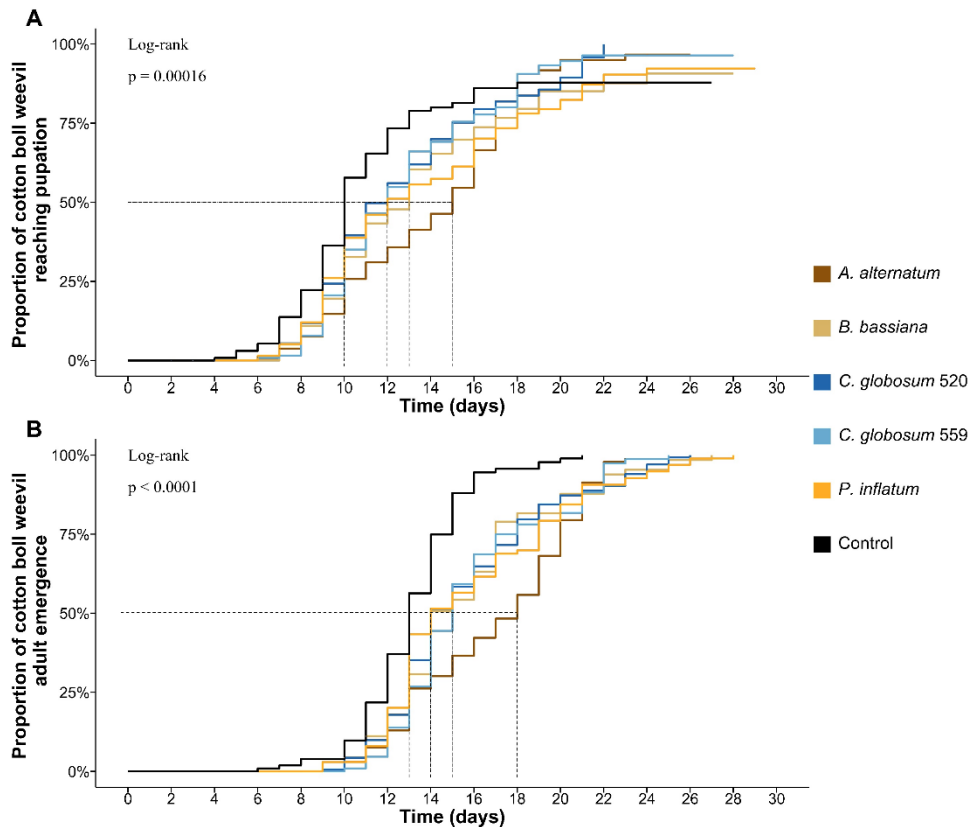 A
Log-rank
p = 0.00016
Proportion of cotton boll weevil
reaching pupation
100%
75%
50%
25%
0%
0 2 4 6 8 10 12 14 16 18 20 22 24 26 28 30
Time (days)
B
Log-rank
p < 0.0001
Proportion of cotton boll weevil
adult emergence
100%
75%
50%
25%
0%
0 2 4 6 8 10 12 14 16 18 20 22 24 26 28 30
Time (days)
A. alternatum
B. bassiana
C. globosum 520
C. globosum 559
P. inflatum
Control